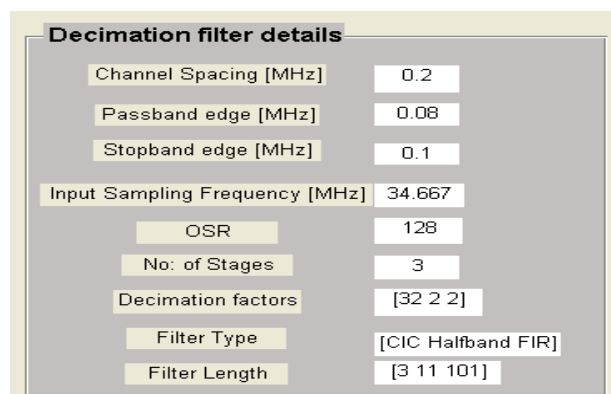 Decimation filter details
Channel Spacing [MHz] 0.2
Passband edge [MHz] 0.08
Stopband edge [MHz] 0.1
Input Sampling Frequency [MHz] 34.667
OSR 128
No: of Stages 3
Decimation factors [32 2 2]
Filter Type [CIC Halfband FIR]
Filter Length [3 11 101]